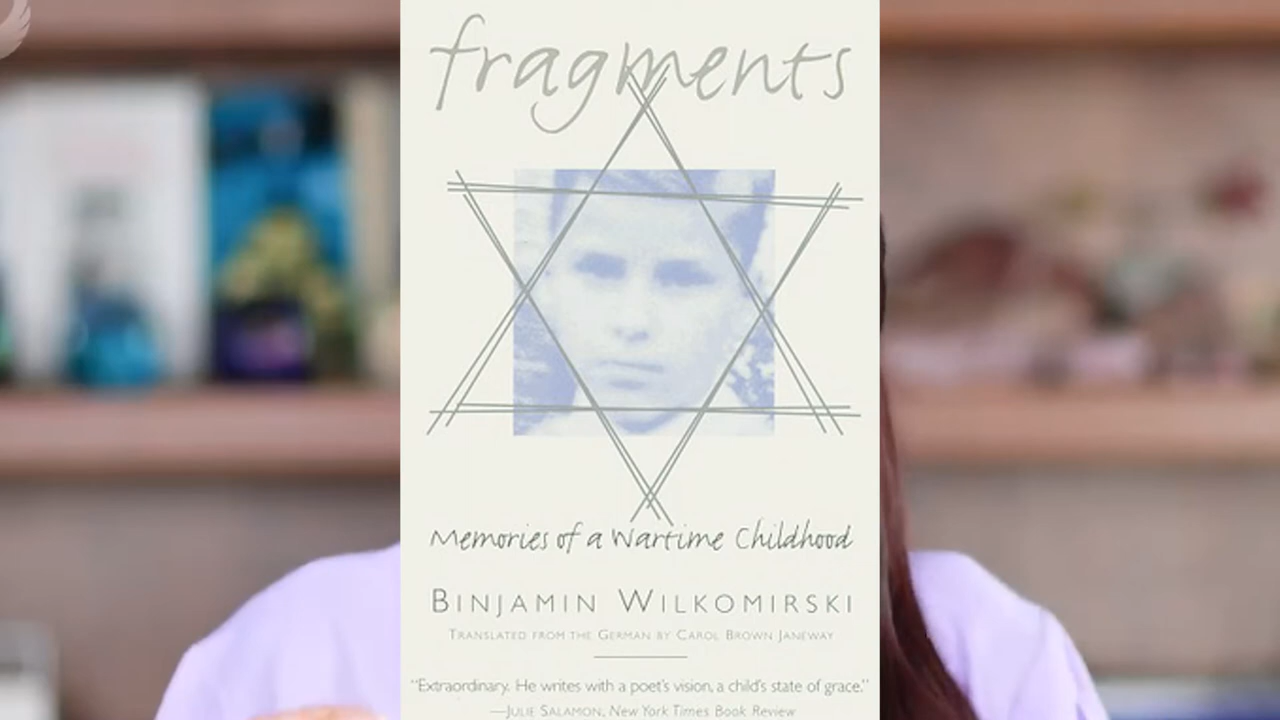 fragments
Memories of a Wartime Childhood
BINJAMIN WILKOMIRSKI
TRANSLATED FROM THE GERMAN BY CAROL BROWN JANEWAY
"Extraordinary. He writes with a poet's vision, a child's state of grace."
—JULIE SALAMON, New York Times Book Review